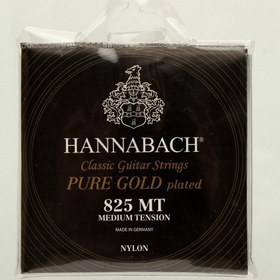 HANNABACH®
Classic Guitar Strings
PURE GOLD plated
825 MT
MEDIUM TENSION
MADE IN GERMANY
NYLON